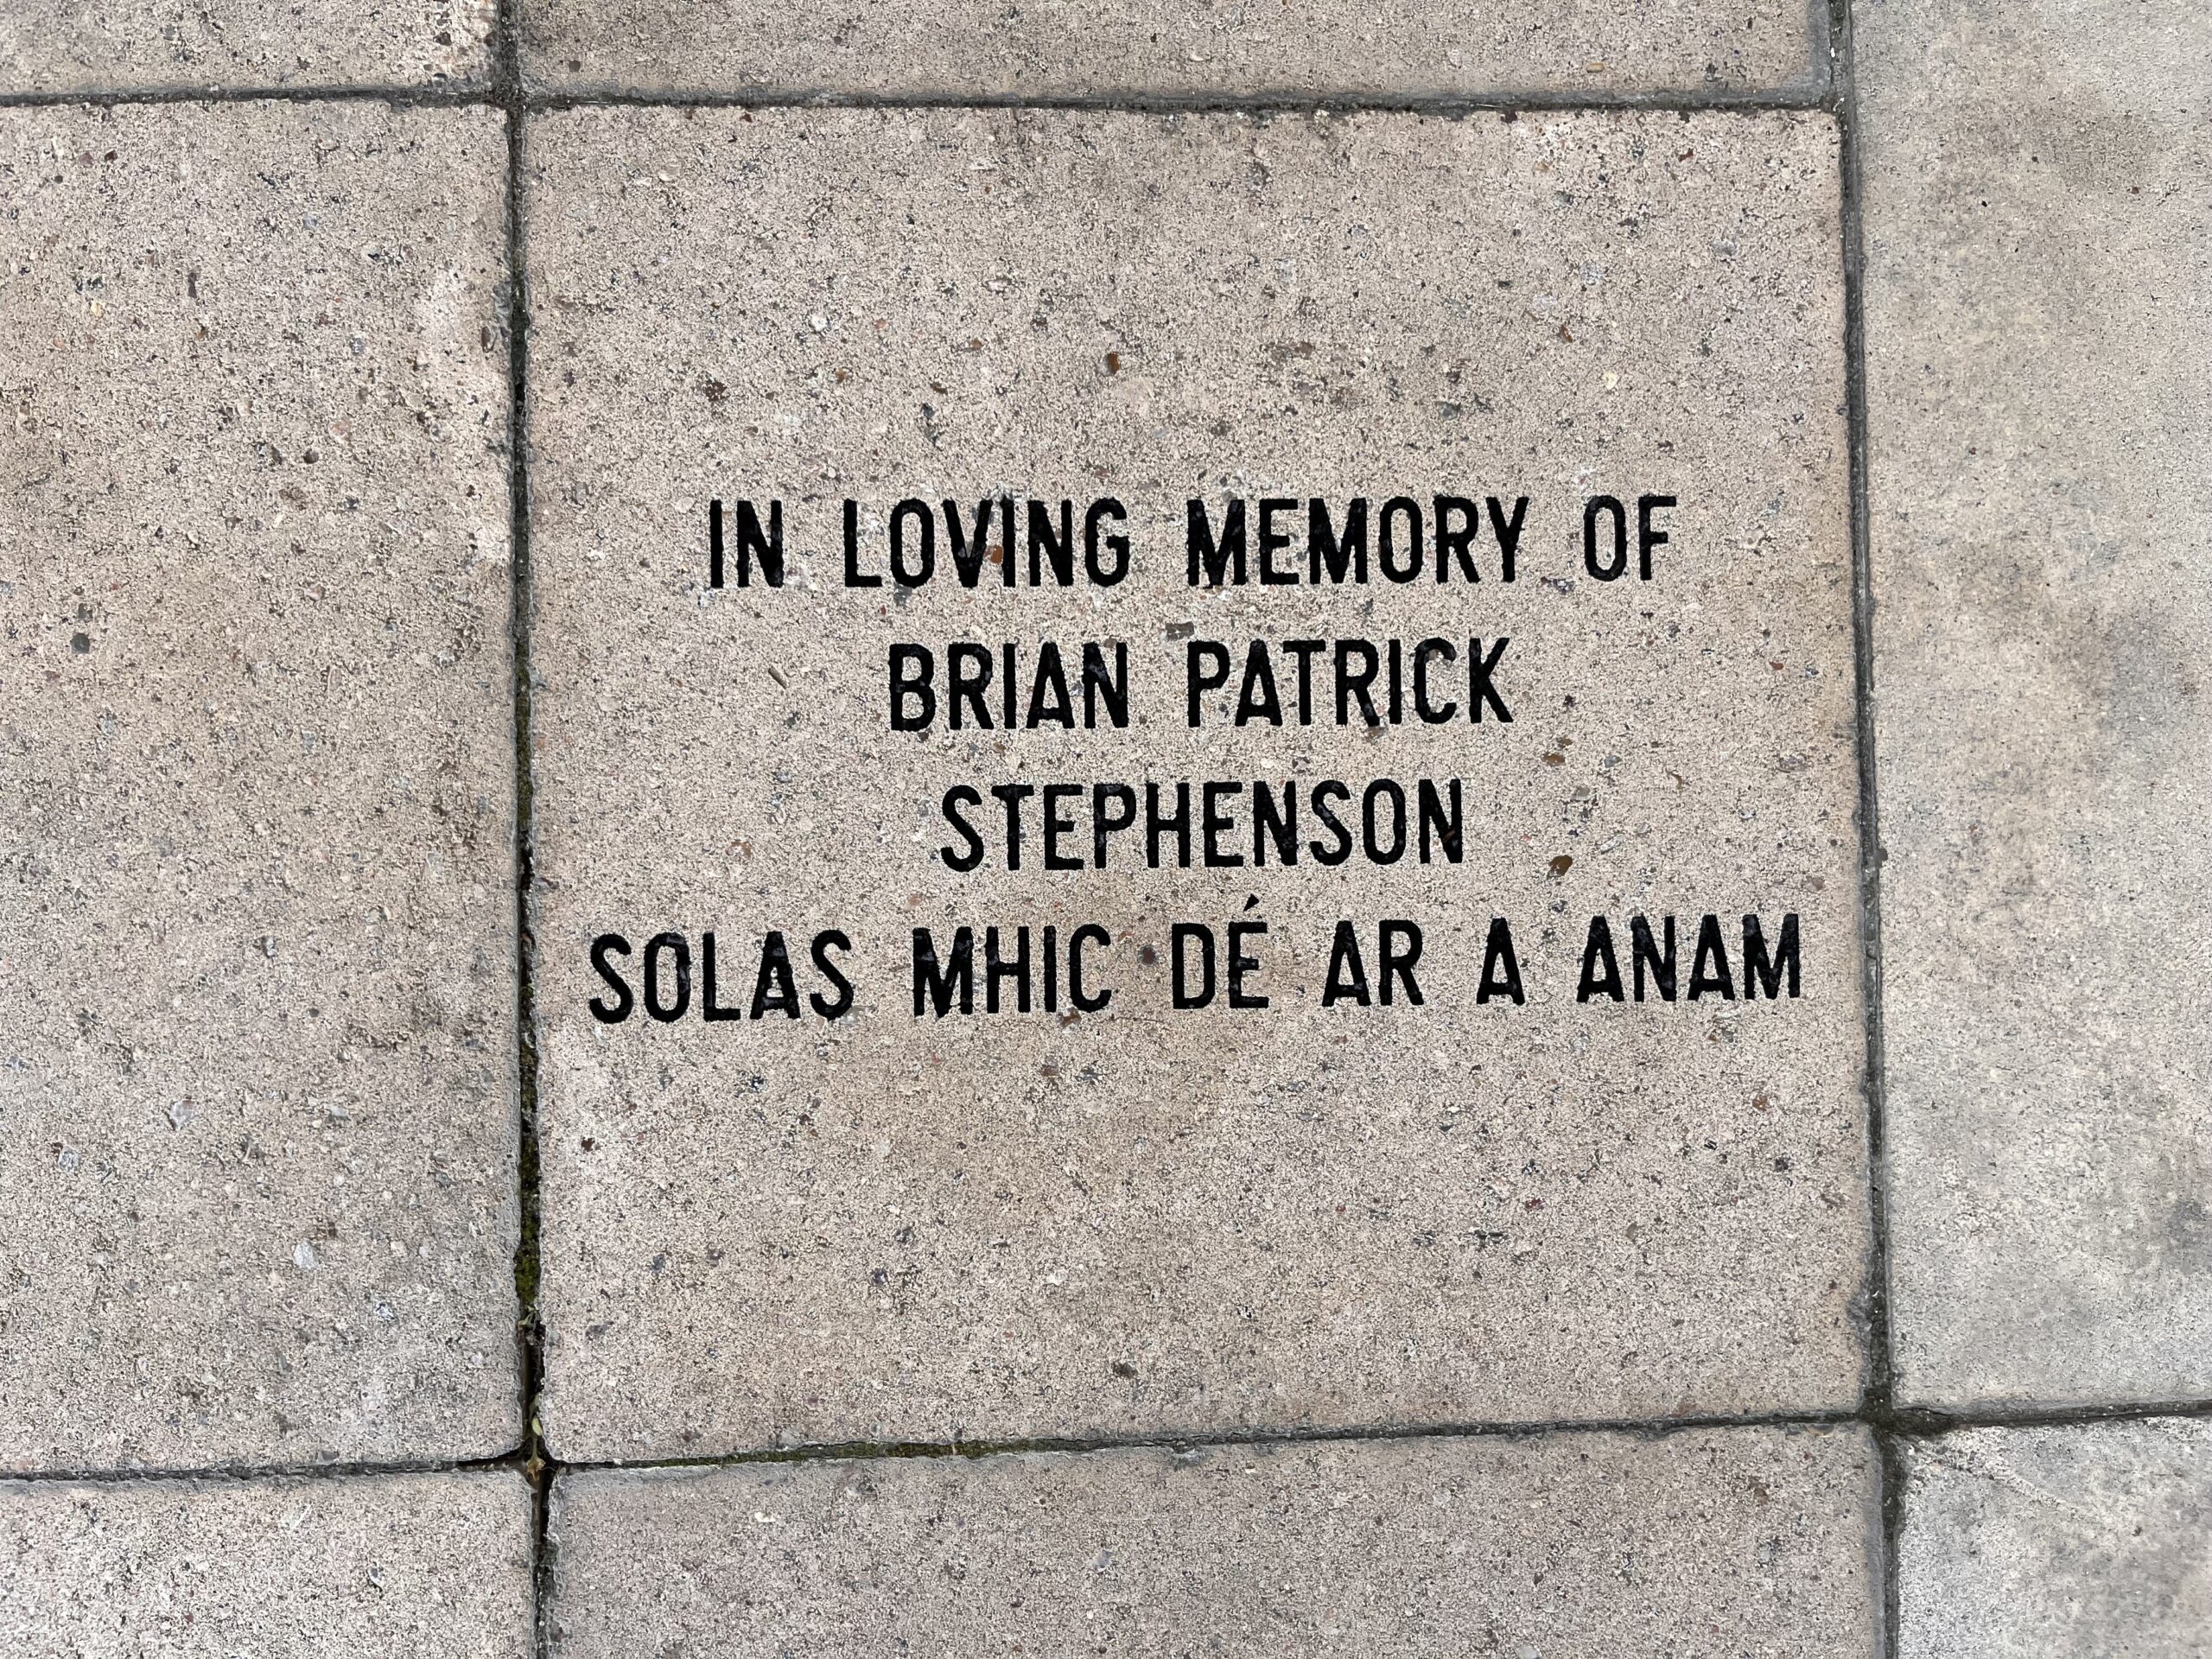 IN LOVING MEMORY OF
BRIAN PATRICK
STEPHENSON
SOLAS MHIC DÉ AR A ANAM